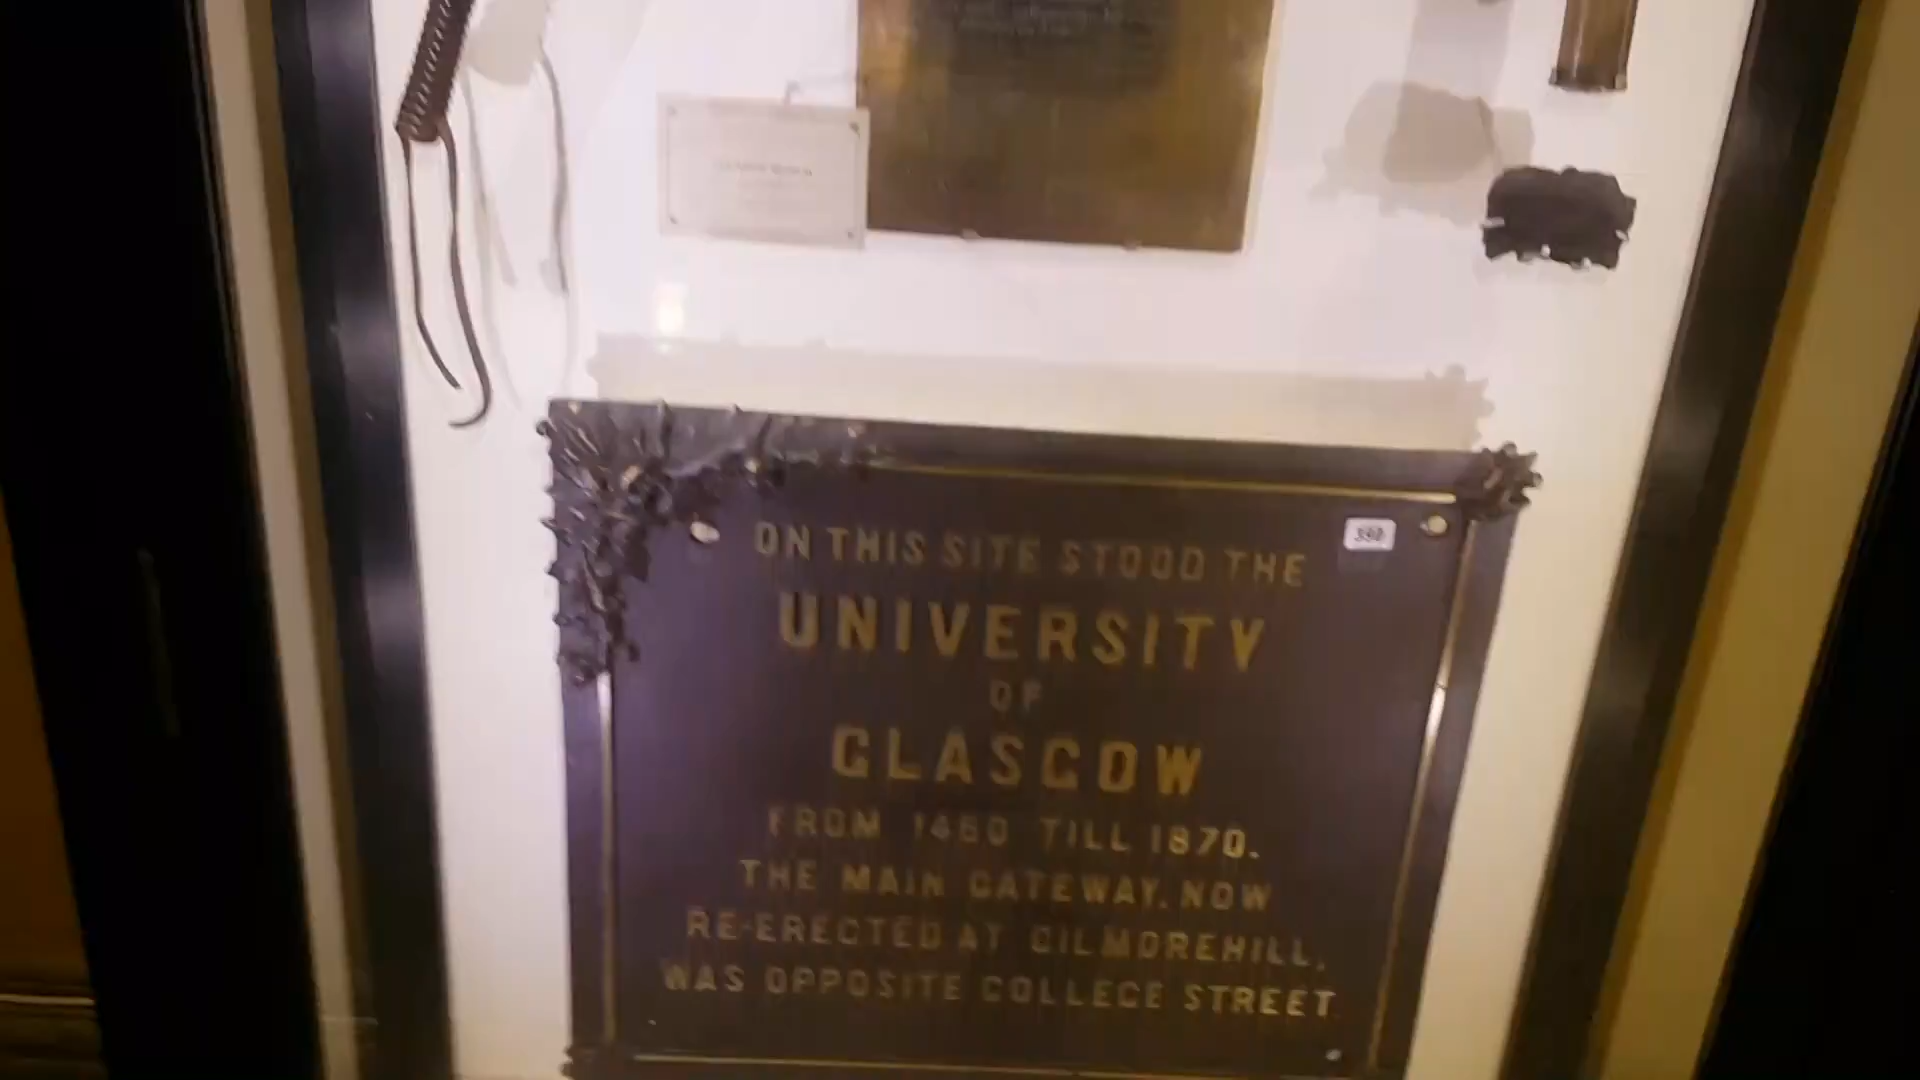 ON THIS SITE STOOD THE
390
UNIVERSITY
OF
GLASGOW
FROM 1460 TILL 1870.
THE MAIN GATEWAY, NOW
RE-ERECTED AT GILMOREHILL,
WAS OPPOSITE COLLEGE STREET.